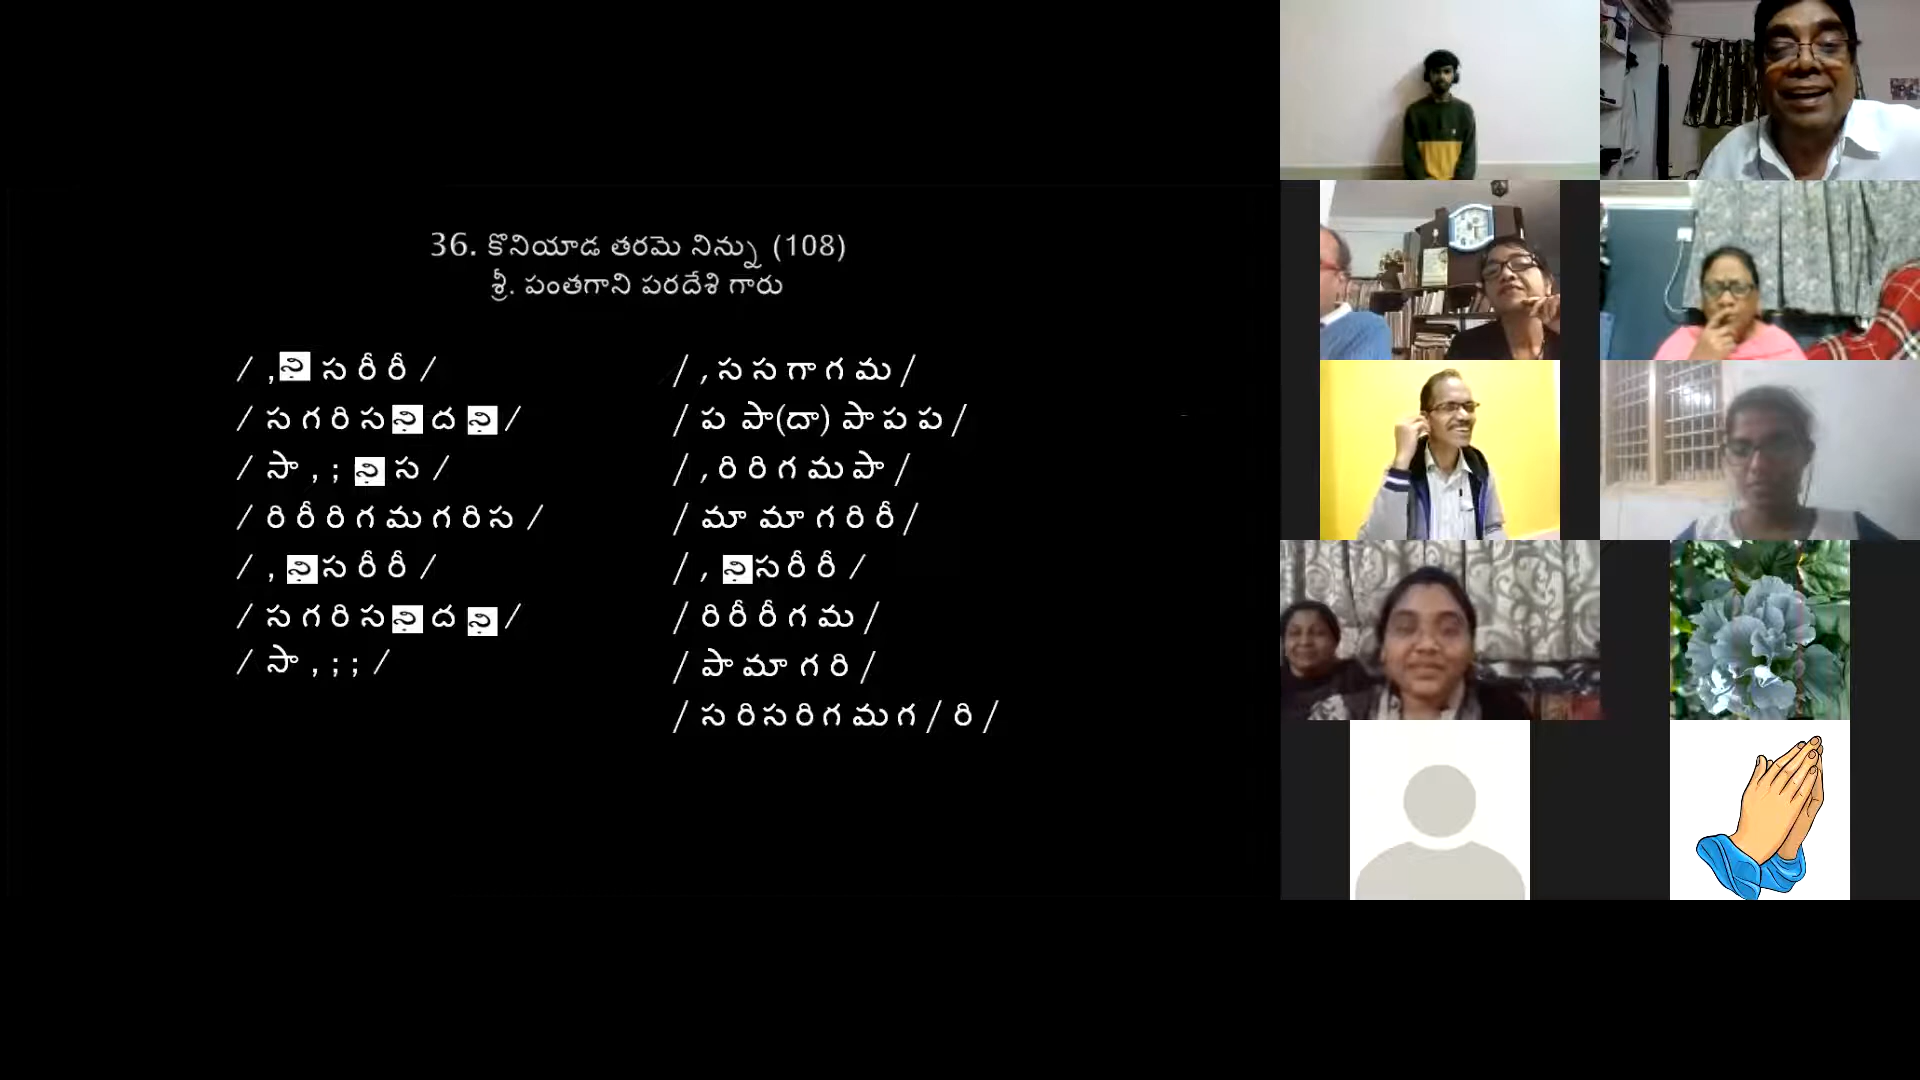 36. కొనియాడ తరమె నిన్ను (108)
శ్రీ. పంతగాని పరదేశి గారు
/ ,ని స రీ రీ /
/ స గ రి స ని ద ని /
/ సా , ; ని స /
/ రి రీ రి గ మ గ రి స /
/ , ని స రీ రీ /
/ స గ రి స ని ద ని /
/ సా , ; ; /
/ , స స గా గ మ /
/ ప పా(దా) పా ప ప /
/ , రి రి గ మ పా /
/ మా మా గ రి రీ /
/ , ని స రీ రీ /
/ రి రీ రీ గ మ /
/ పా మా గ రి /
/ స రి స రి గ మ గ / రి /